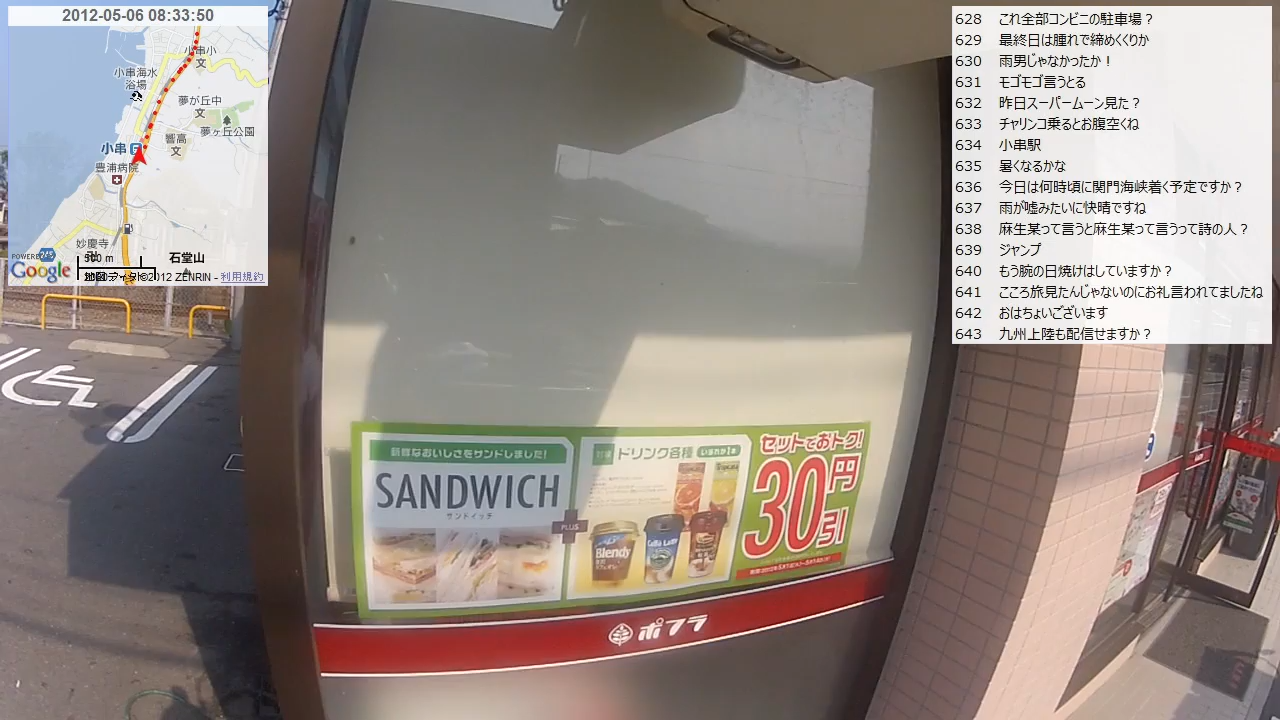 2012-05-06 08:33:50
小串小
文
小串海水
浴場
夢が丘中
文
夢ヶ丘公園
響高
文
小串
豊浦病院
妙慶寺
石堂山
POWERED BY
Google
500 m
©2012 ZENRIN - 利用規約
628 これ全部コンビニの駐車場？
629 最終日は腫れで締めくくりか
630 雨男じゃなかったか！
631 モゴモゴ言うとる
632 昨日スーパームーン見た？
633 チャリンコ乗るとお腹空くね
634 小串駅
635 暑くなるかな
636 今日は何時頃に関門海峡着く予定ですか？
637 雨が嘘みたいに快晴ですね
638 麻生某って言うと麻生某って言うって詩の人？
639 ジャンプ
640 もう腕の日焼けはしていますか？
641 こころ旅見たんじゃないのにお礼言われてましたね
642 おはちょいございます
643 九州上陸も配信せますか？
新鮮なおいしさをサンドしました!
SANDWICH
サンドイッチ
PLUS
対象 ドリンク各種 いずれか1本
Blendy
Caffè Latte
セットでおトク!
30円引
ポプラ